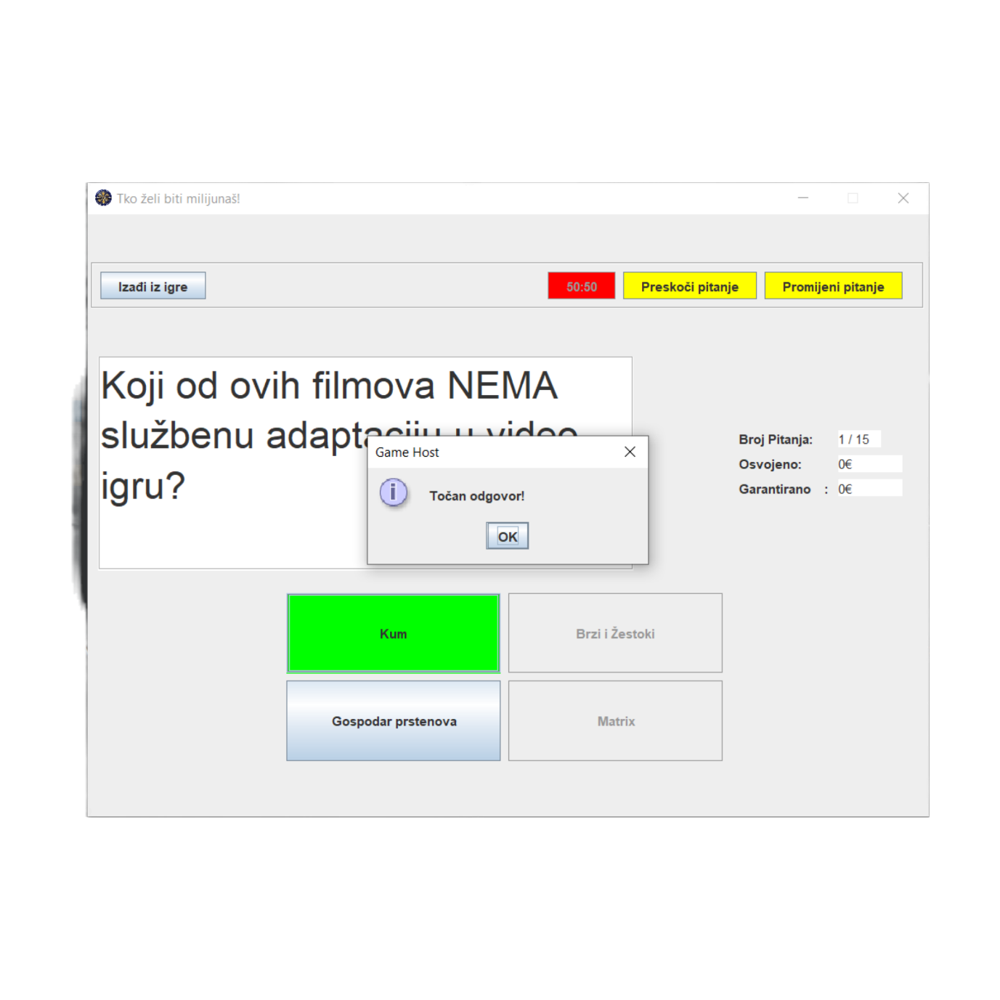 Tko želi biti milijunaš!
Izađi iz igre
50:50
Preskoči pitanje
Promijeni pitanje
Koji od ovih filmova NEMA
službenu adaptaciju u video
igru?
Game Host
Točan odgovor!
OK
Broj Pitanja: 1 / 15
Osvojeno: 0€
Garantirano : 0€
Kum
Brzi i Žestoki
Gospodar prstenova
Matrix